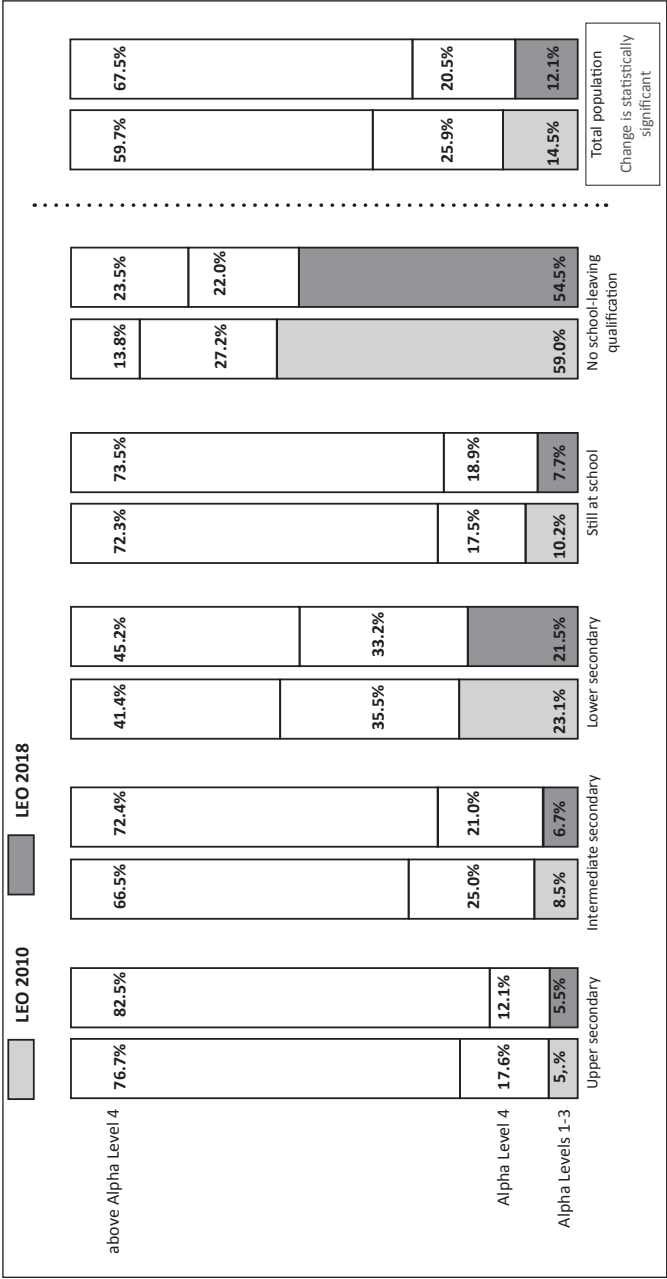 LEO 2010
LEO 2018
above Alpha Level 4
Alpha Level 4
Alpha Levels 1-3
76.7%
17.6%
5,.%
82.5%
12.1%
5.5%
Upper secondary
66.5%
25.0%
8.5%
72.4%
21.0%
6.7%
Intermediate secondary
41.4%
35.5%
23.1%
45.2%
33.2%
21.5%
Lower secondary
72.3%
17.5%
10.2%
73.5%
18.9%
7.7%
Still at school
13.8%
27.2%
59.0%
23.5%
22.0%
54.5%
No school-leaving
qualification
59.7%
25.9%
14.5%
67.5%
20.5%
12.1%
Total population
Change is statistically
significant